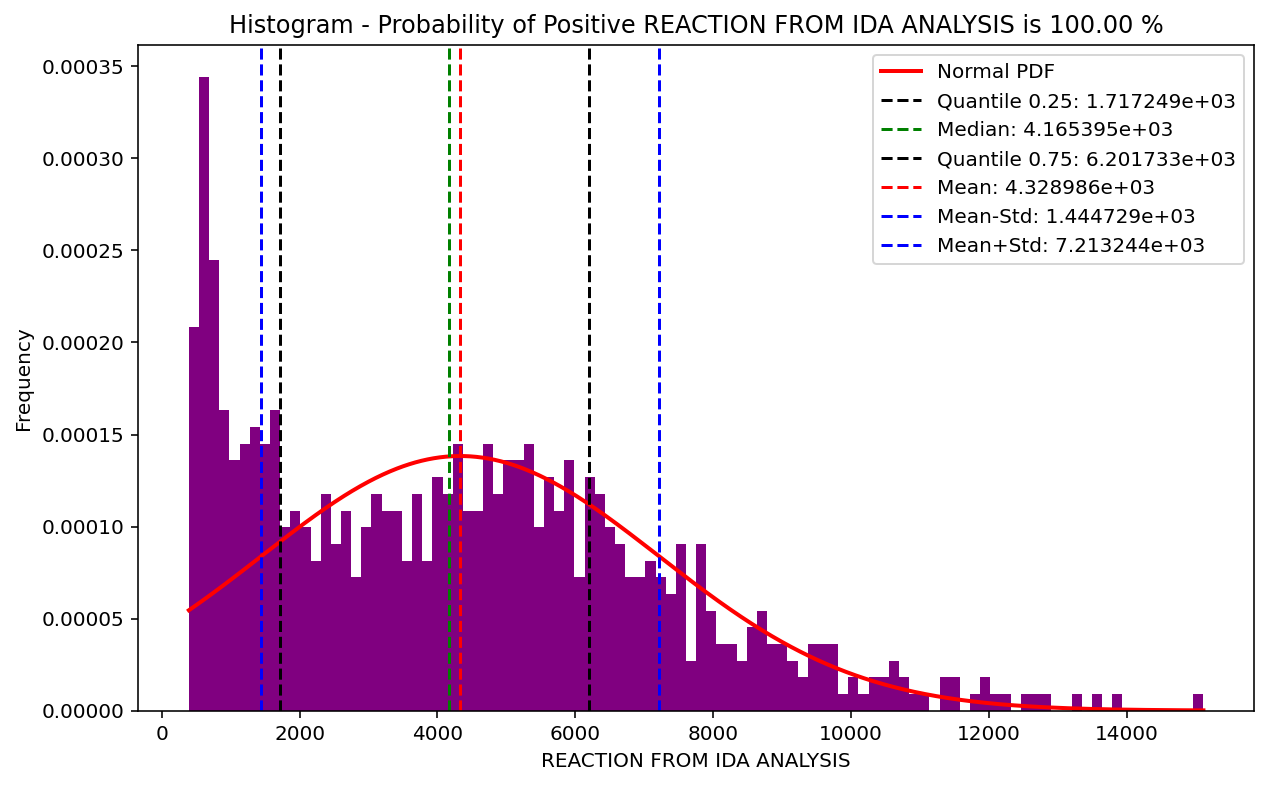 Histogram - Probability of Positive REACTION FROM IDA ANALYSIS is 100.00 %
Normal PDF
Quantile 0.25: 1.717249e+03
Median: 4.165395e+03
Quantile 0.75: 6.201733e+03
Mean: 4.328986e+03
Mean-Std: 1.444729e+03
Mean+Std: 7.213244e+03
Frequency
0.00035
0.00030
0.00025
0.00020
0.00015
0.00010
0.00005
0.00000
0 2000 4000 6000 8000 10000 12000 14000
REACTION FROM IDA ANALYSIS